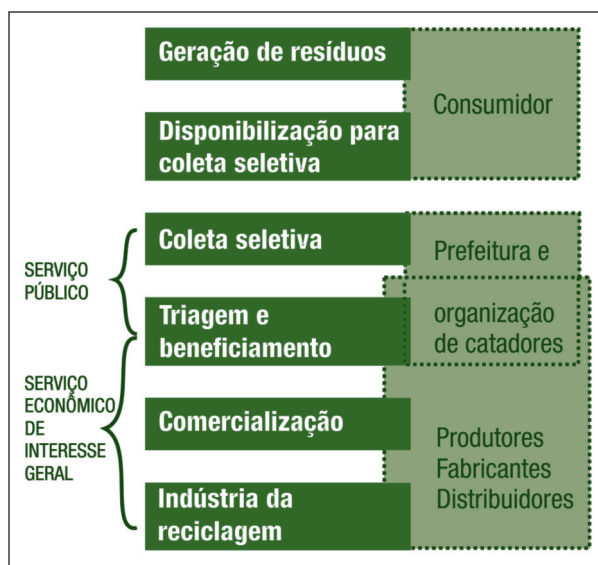 Geração de resíduos
Consumidor
Disponibilização para
coleta seletiva
Coleta seletiva
Prefeitura e
SERVIÇO
PÚBLICO
Triagem e
beneficiamento
organização
de catadores
SERVIÇO
ECONÔMICO
DE
INTERESSE
GERAL
Comercialização
Produtores
Fabricantes
Distribuidores
Indústria da
reciclagem